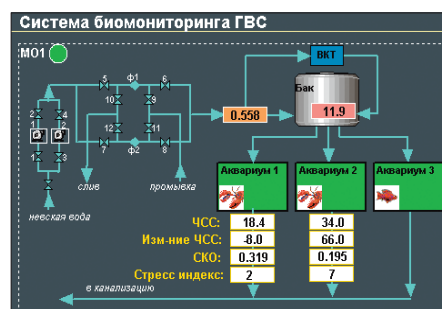 Система биомониторинга ГВС
МО1
ВКТ
5 ф1 6
Бак
2 4
10 9
0.558
11.9
1 2
12 11
1 3
7 ф2 8
слив промывка
невская вода
Аквариум 1 Аквариум 2 Аквариум 3
ЧСС: 18.4 34.0
Изм-ние ЧСС: -8.0 66.0
СКО: 0.319 0.195
Стресс индекс: 2 7
в канализацию